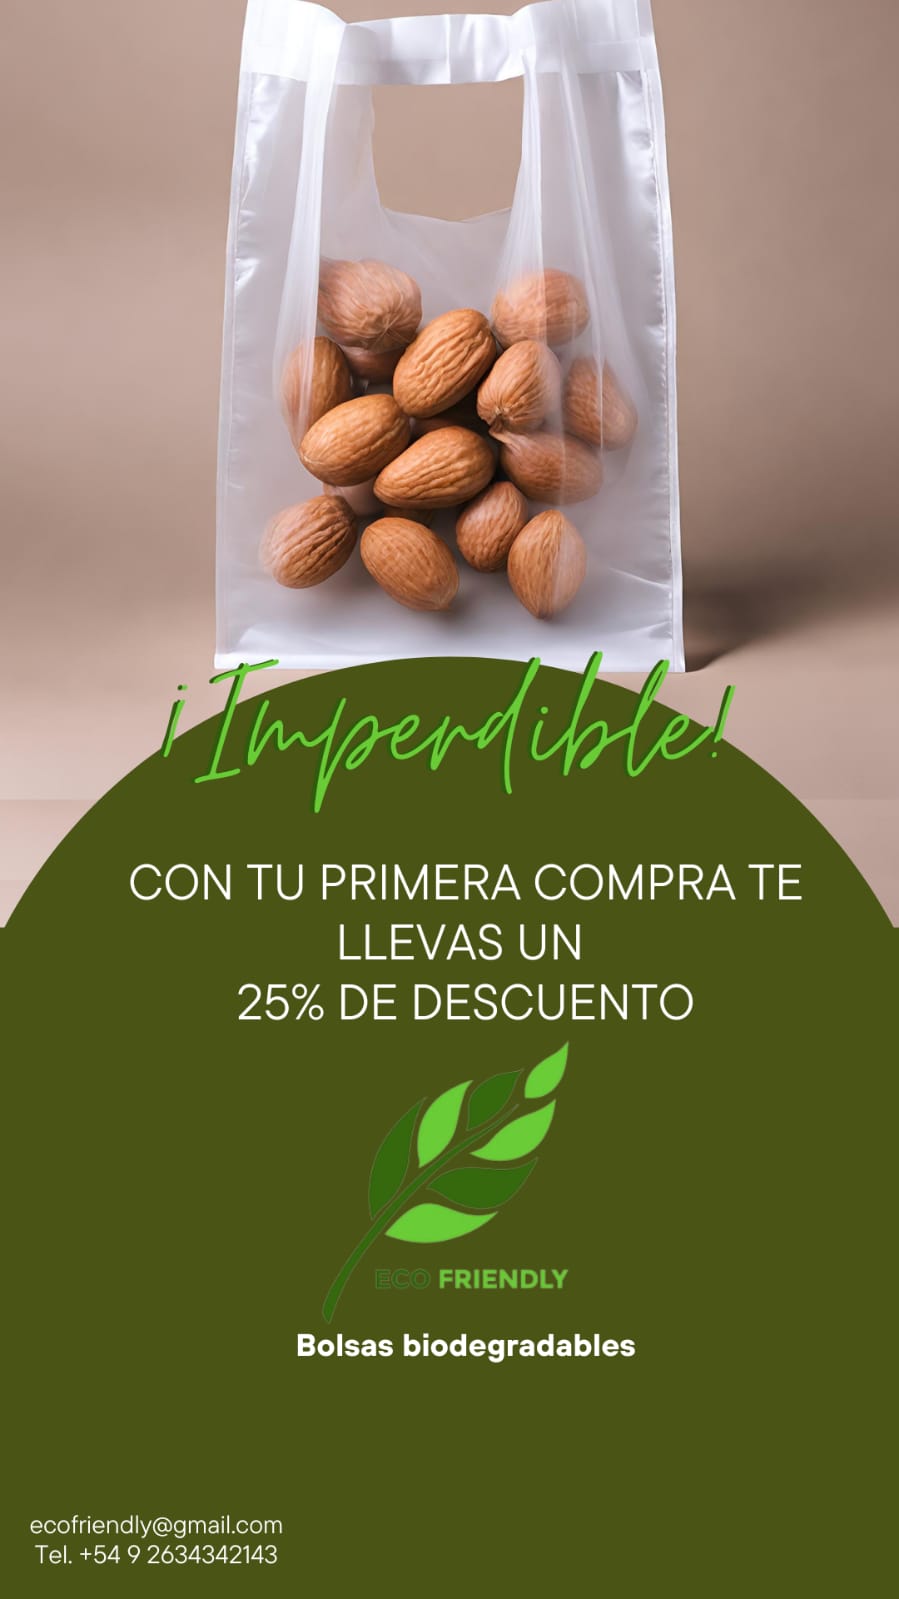 ¡Imperdible!
CON TU PRIMERA COMPRA TE
LLEVAS UN
25% DE DESCUENTO
ECO FRIENDLY
Bolsas biodegradables
ecofriendly@gmail.com
Tel. +54 9 2634342143